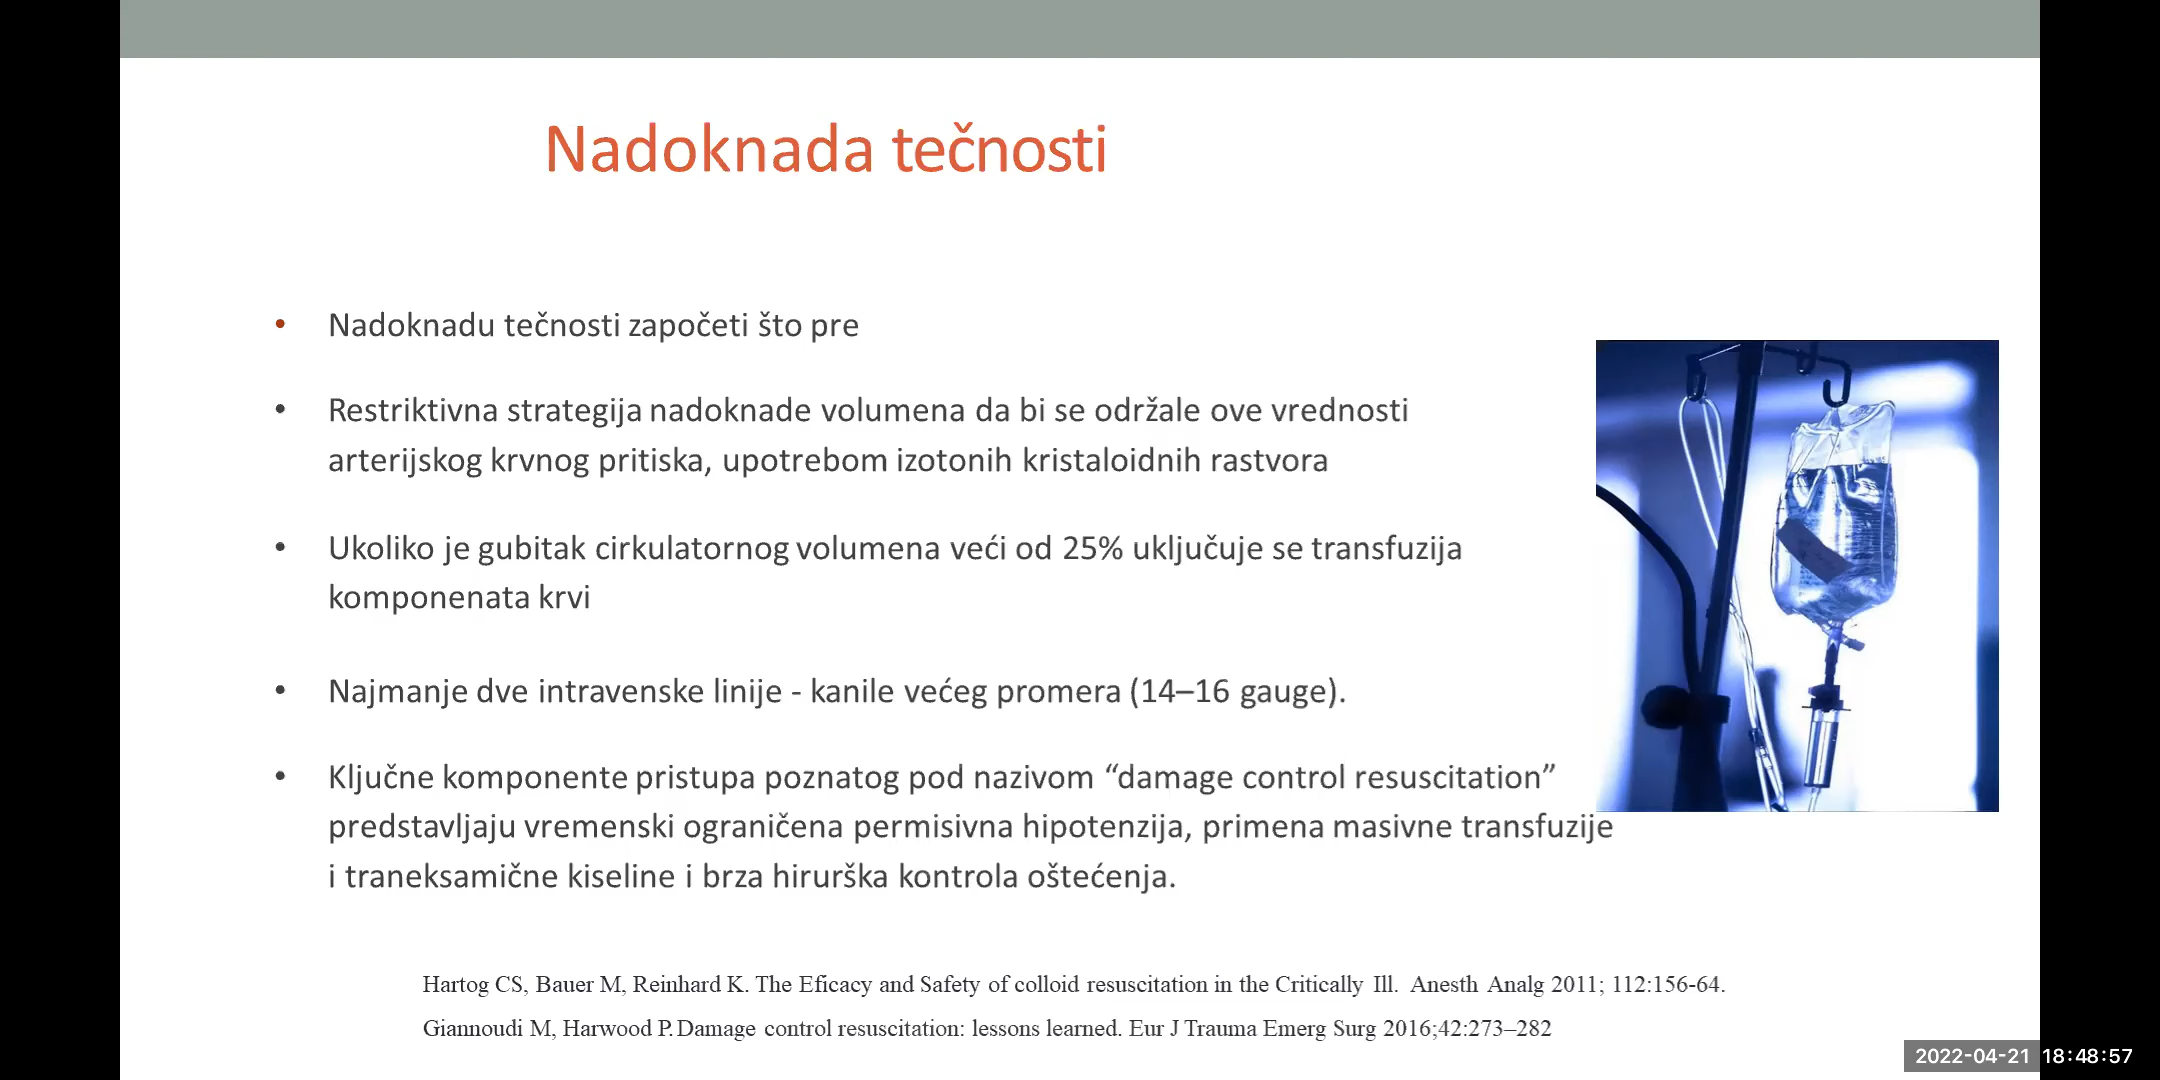 Nadoknada tečnosti
• Nadoknadu tečnosti započeti što pre
• Restriktivna strategija nadoknade volumena da bi se održale ove vrednosti
arterijskog krvnog pritiska, upotrebom izotonih kristaloidnih rastvora
• Ukoliko je gubitak cirkulatornog volumena veći od 25% uključuje se transfuzija
komponenata krvi
• Najmanje dve intravenske linije - kanile većeg promera (14–16 gauge).
• Ključne komponente pristupa poznatog pod nazivom “damage control resuscitation”
predstavljaju vremenski ograničena permisivna hipotenzija, primena masivne transfuzije
i traneksamične kiseline i brza hirurška kontrola oštećenja.
Hartog CS, Bauer M, Reinhard K. The Eficacy and Safety of colloid resuscitation in the Critically Ill. Anesth Analg 2011; 112:156-64.
Giannoudi M, Harwood P. Damage control resuscitation: lessons learned. Eur J Trauma Emerg Surg 2016;42:273–282
2022-04-21 18:48:57